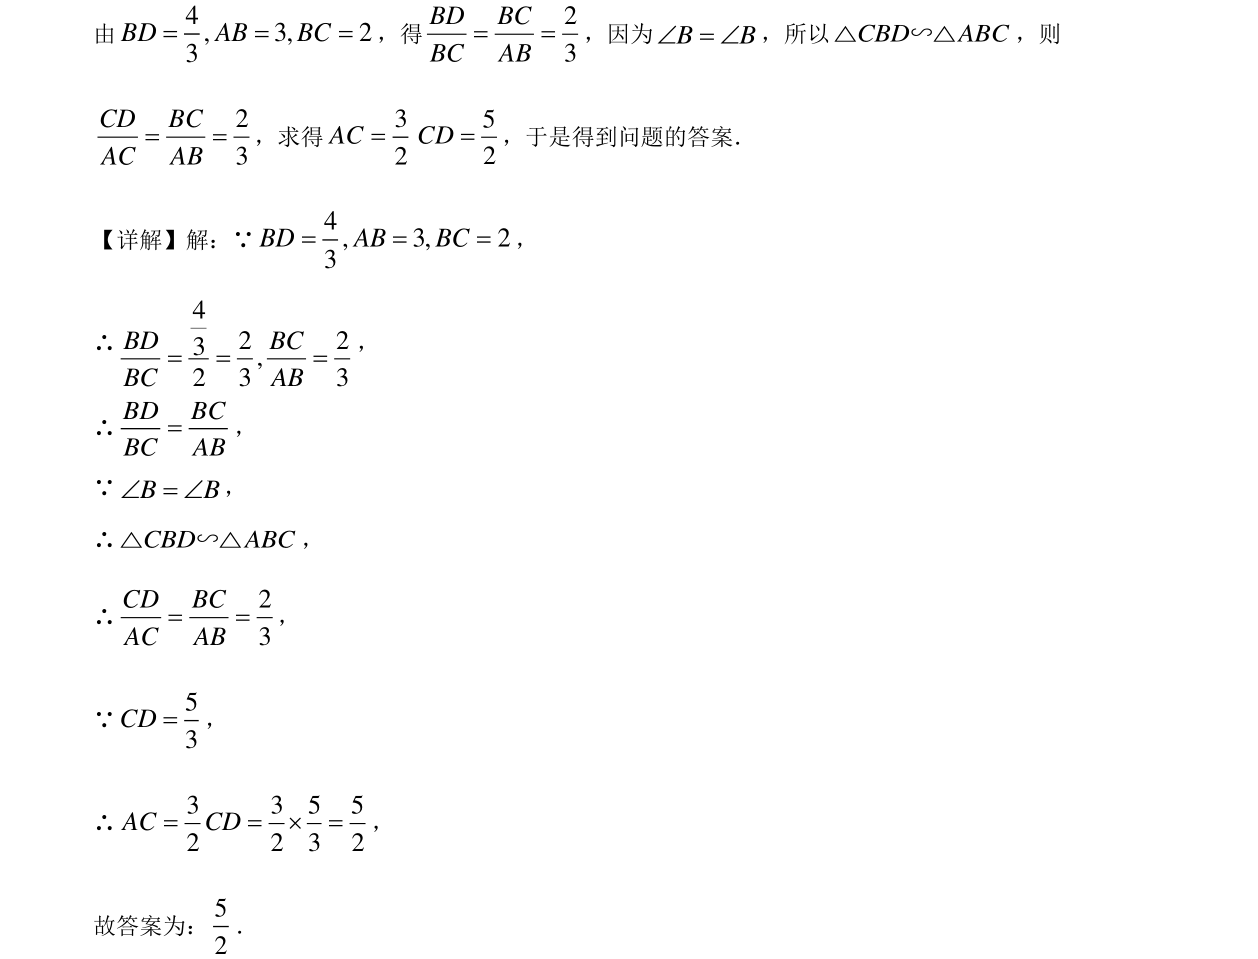 由 BD = 4/3, AB = 3, BC = 2，得 BD/BC = BC/AB = 2/3，因为 ∠B = ∠B，所以 △CBD∽△ABC，则
CD/AC = BC/AB = 2/3，求得 AC = 3/2 CD = 5/2，于是得到问题的答案．
【详解】解：∵ BD = 4/3, AB = 3, BC = 2，
∴ BD/BC = (4/3)/2 = 2/3, BC/AB = 2/3，
∴ BD/BC = BC/AB，
∵ ∠B = ∠B，
∴ △CBD∽△ABC，
∴ CD/AC = BC/AB = 2/3，
∵ CD = 5/3，
∴ AC = 3/2 CD = 3/2 × 5/3 = 5/2，
故答案为：5/2．